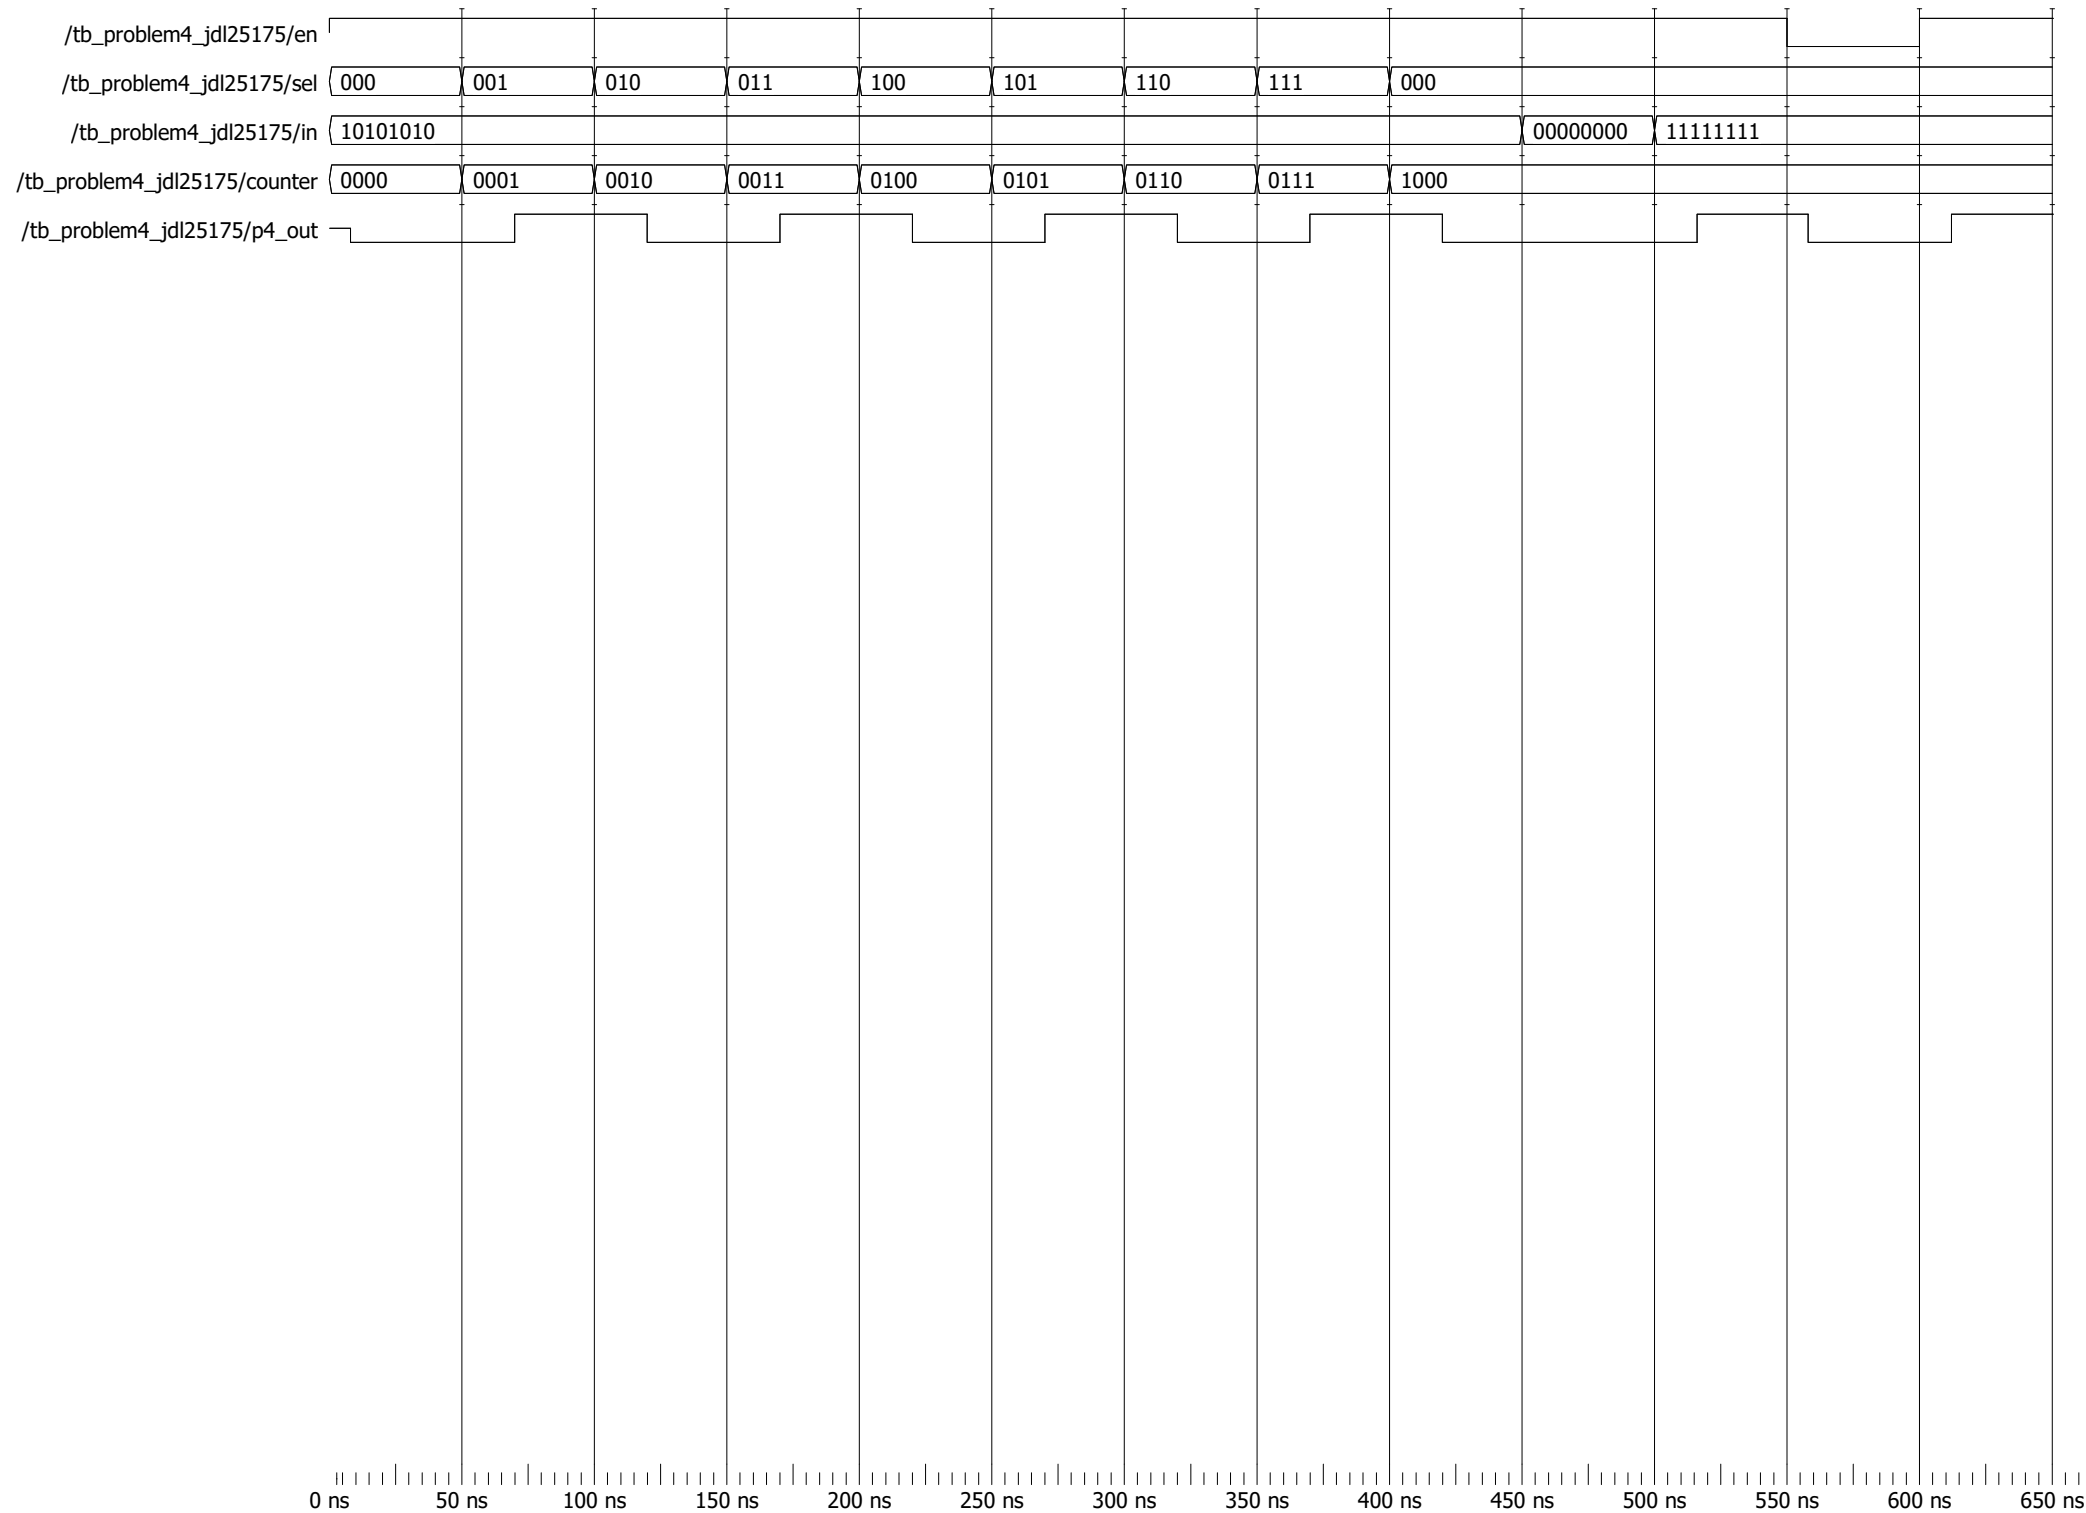 /tb_problem4_jdl25175/en
/tb_problem4_jdl25175/sel 000 001 010 011 100 101 110 111 000
/tb_problem4_jdl25175/in 10101010 00000000 11111111
/tb_problem4_jdl25175/counter 0000 0001 0010 0011 0100 0101 0110 0111 1000
/tb_problem4_jdl25175/p4_out
0 ns 50 ns 100 ns 150 ns 200 ns 250 ns 300 ns 350 ns 400 ns 450 ns 500 ns 550 ns 600 ns 650 ns